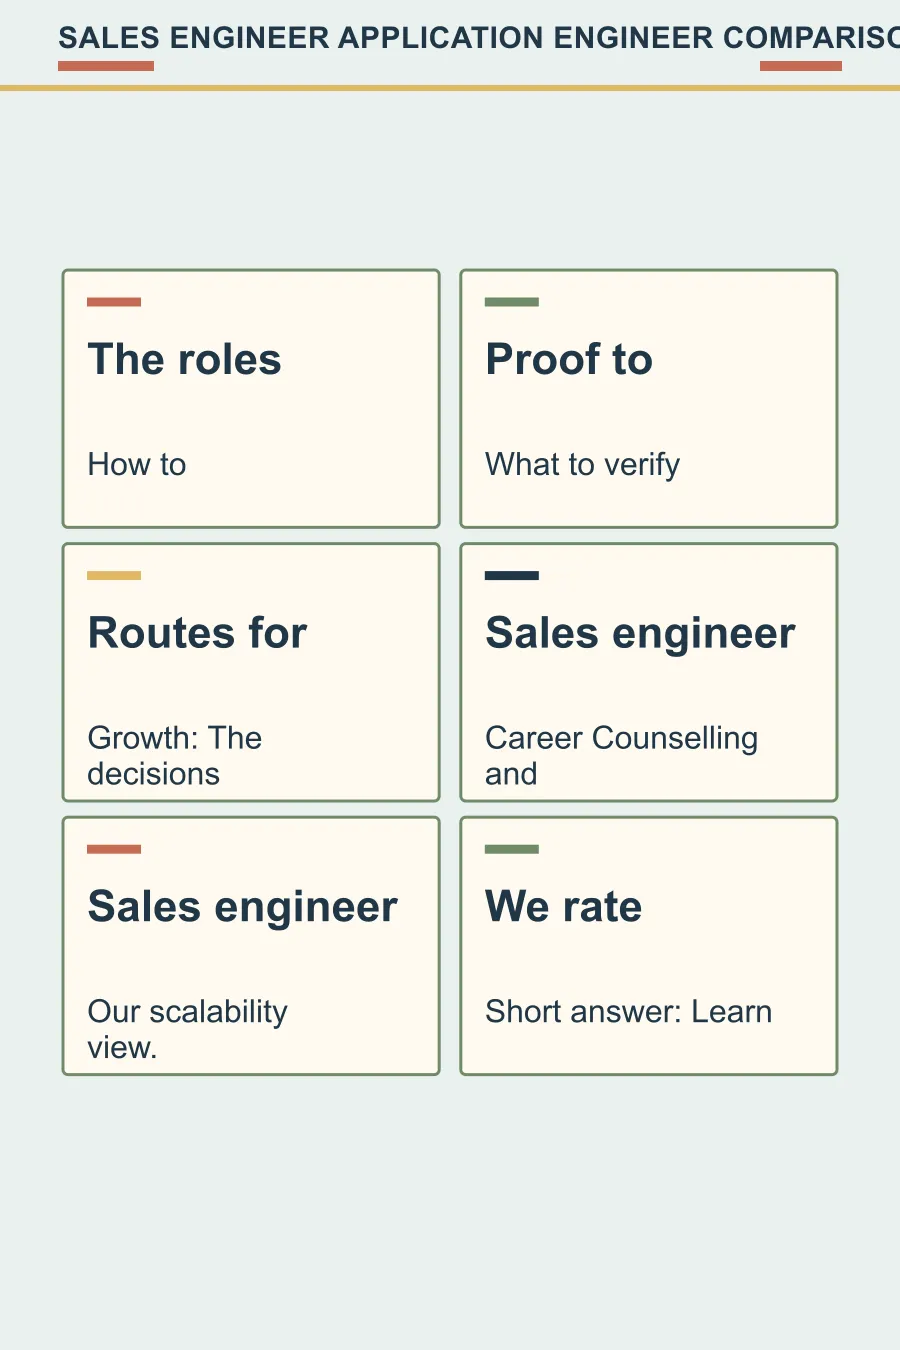 SALES ENGINEER APPLICATION ENGINEER COMPARISO
The roles
How to
Proof to
What to verify
Routes for
Growth: The
decisions
Sales engineer
Career Counselling
and
Sales engineer
Our scalability
view.
We rate
Short answer: Learn